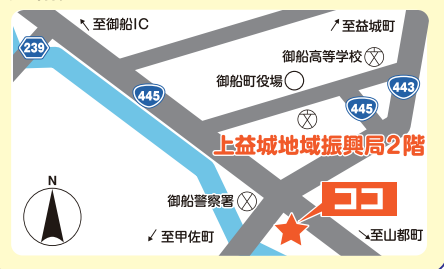 ↖至御船IC
↗至益城町
239
御船高等学校
御船町役場
443
445
445
上益城地域振興局2階
N
御船警察署
ココ
↙至甲佐町
↘至山都町